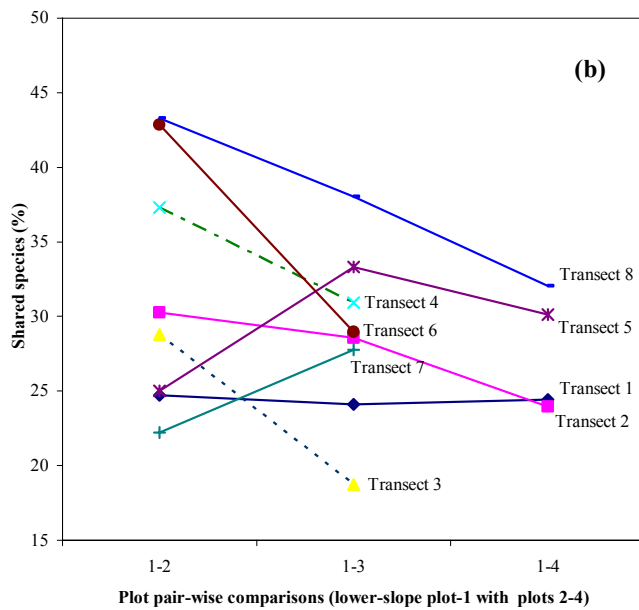 50
(b)
45
40
35
30
25
20
15
Shared species (%)
Transect 8
Transect 4
Transect 5
Transect 6
Transect 7
Transect 1
Transect 2
Transect 3
1-2
1-3
1-4
Plot pair-wise comparisons (lower-slope plot-1 with plots 2-4)